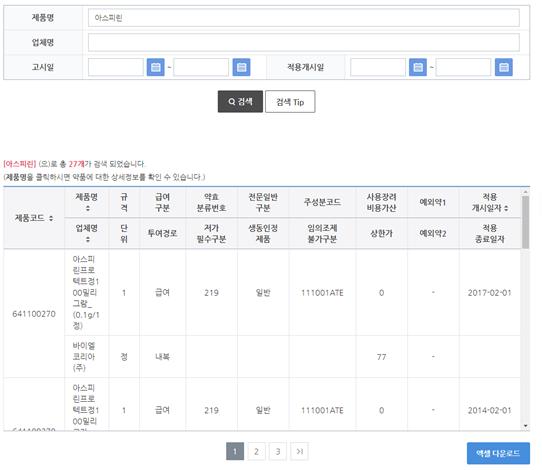 제품명 아스피린
업체명
고시일 ~ 적용개시일 ~
검색 검색 Tip
[아스피린] (으)로 총 27개가 검색 되었습니다.
(제품명을 클릭하시면 약품에 대한 상세정보를 확인 수 있습니다.)
제품코드 제품명 규격 급여구분 약효분류번호 전문일반구분 주성분코드 사용장려비용가산 예외약1 적용개시일자
업체명 단위 투여경로 저가필수구분 생동인정제품 임의조제불가구분 상한가 예외약2 적용종료일자
641100270 아스피린프로텍트정100밀리그람_(0.1g/1정) 1 급여 219 일반 111001ATE 0 - 2017-02-01
바이엘코리아(주) 정 내복 77 -
아스피린프로텍트정100밀리 1 급여 219 일반 111001ATE 0 - 2014-02-01
1 2 3 >|
엑셀 다운로드